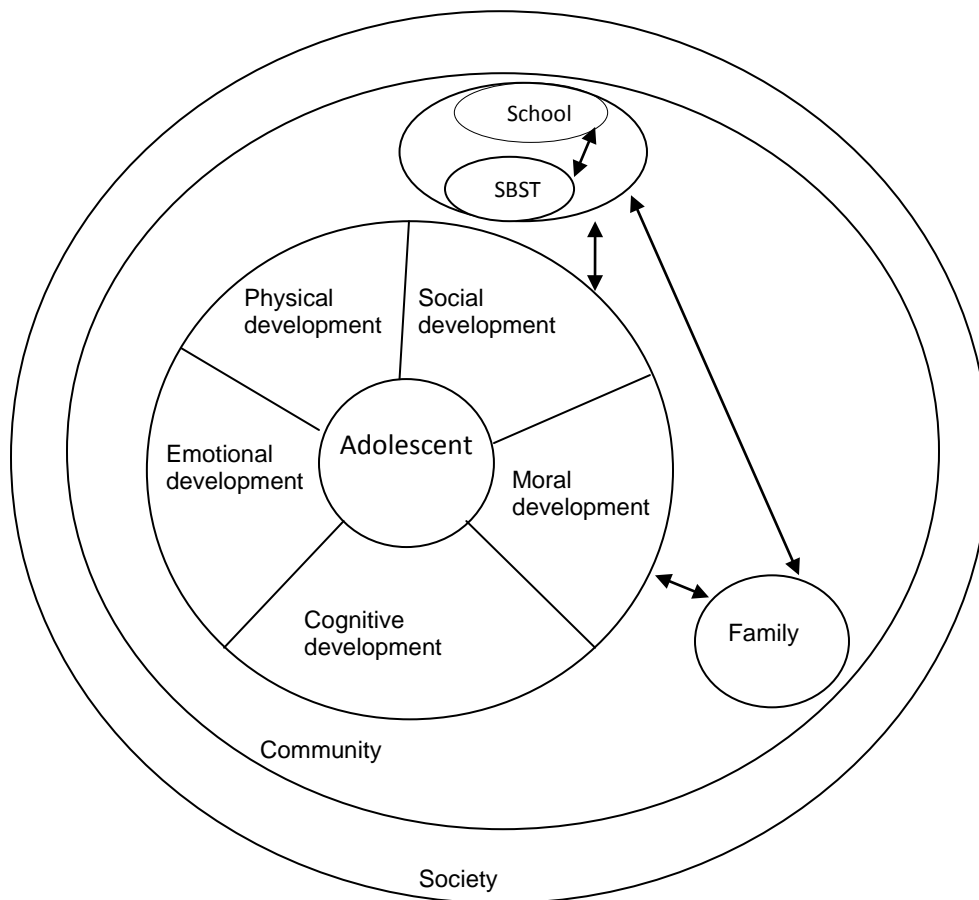 School
SBST
Physical
development
Social
development
Adolescent
Emotional
development
Moral
development
Cognitive
development
Family
Community
Society